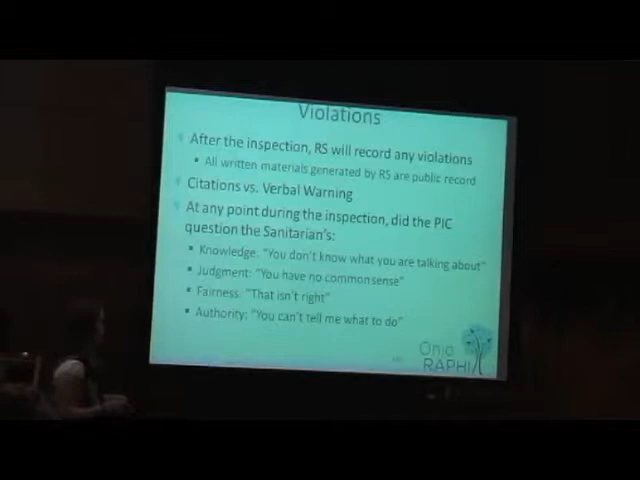 Violations
After the inspection, RS will record any violations
• All written materials generated by RS are public record
Citations vs. Verbal Warning
At any point during the inspection, did the PIC
question the Sanitarian's:
▪ Knowledge: "You don't know what you are talking about"
▪ Judgment: "You have no common sense"
▪ Fairness: "That isn't right"
▪ Authority: "You can't tell me what to do"
Ohio
RAPHI